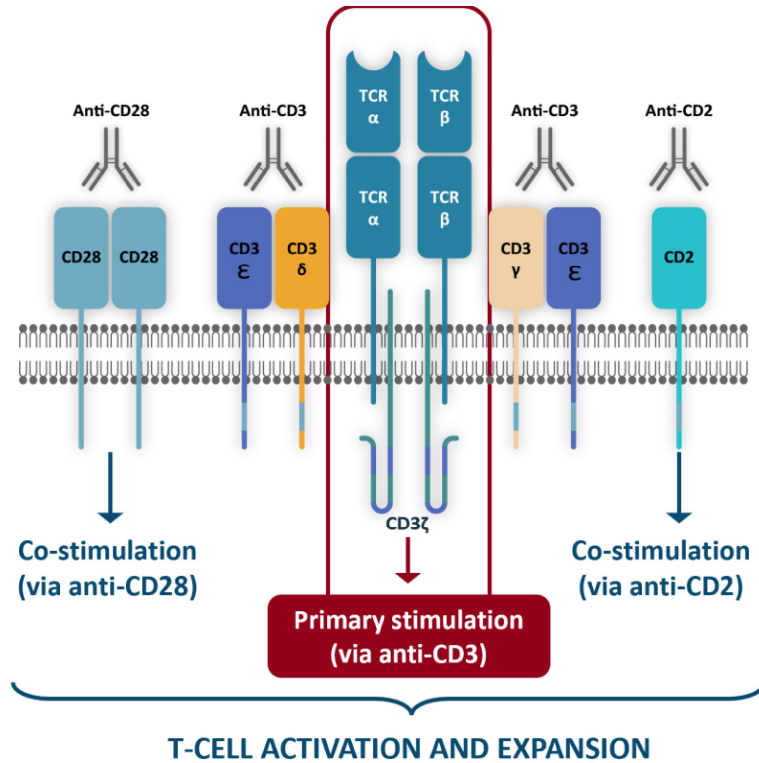 Anti-CD28
Anti-CD3
Anti-CD3
Anti-CD2
TCR
α
TCR
β
TCR
α
TCR
β
CD28
CD28
CD3
ε
CD3
δ
CD3
γ
CD3
ε
CD2
CD3ζ
Co-stimulation
(via anti-CD28)
Primary stimulation
(via anti-CD3)
Co-stimulation
(via anti-CD2)
T-CELL ACTIVATION AND EXPANSION